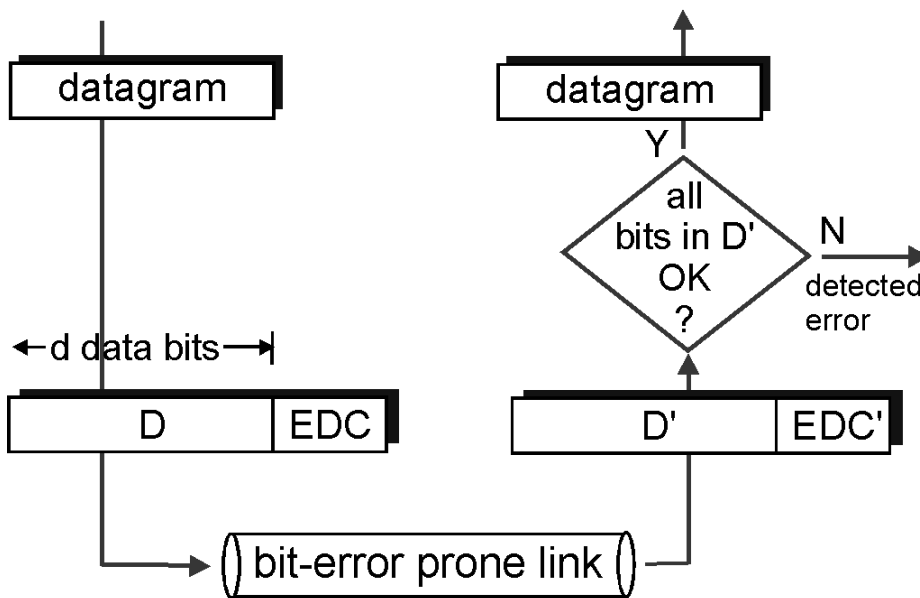 datagram
datagram
Y
all
bits in D'
OK
?
N
detected
error
d data bits
D
EDC
D'
EDC'
bit-error prone link